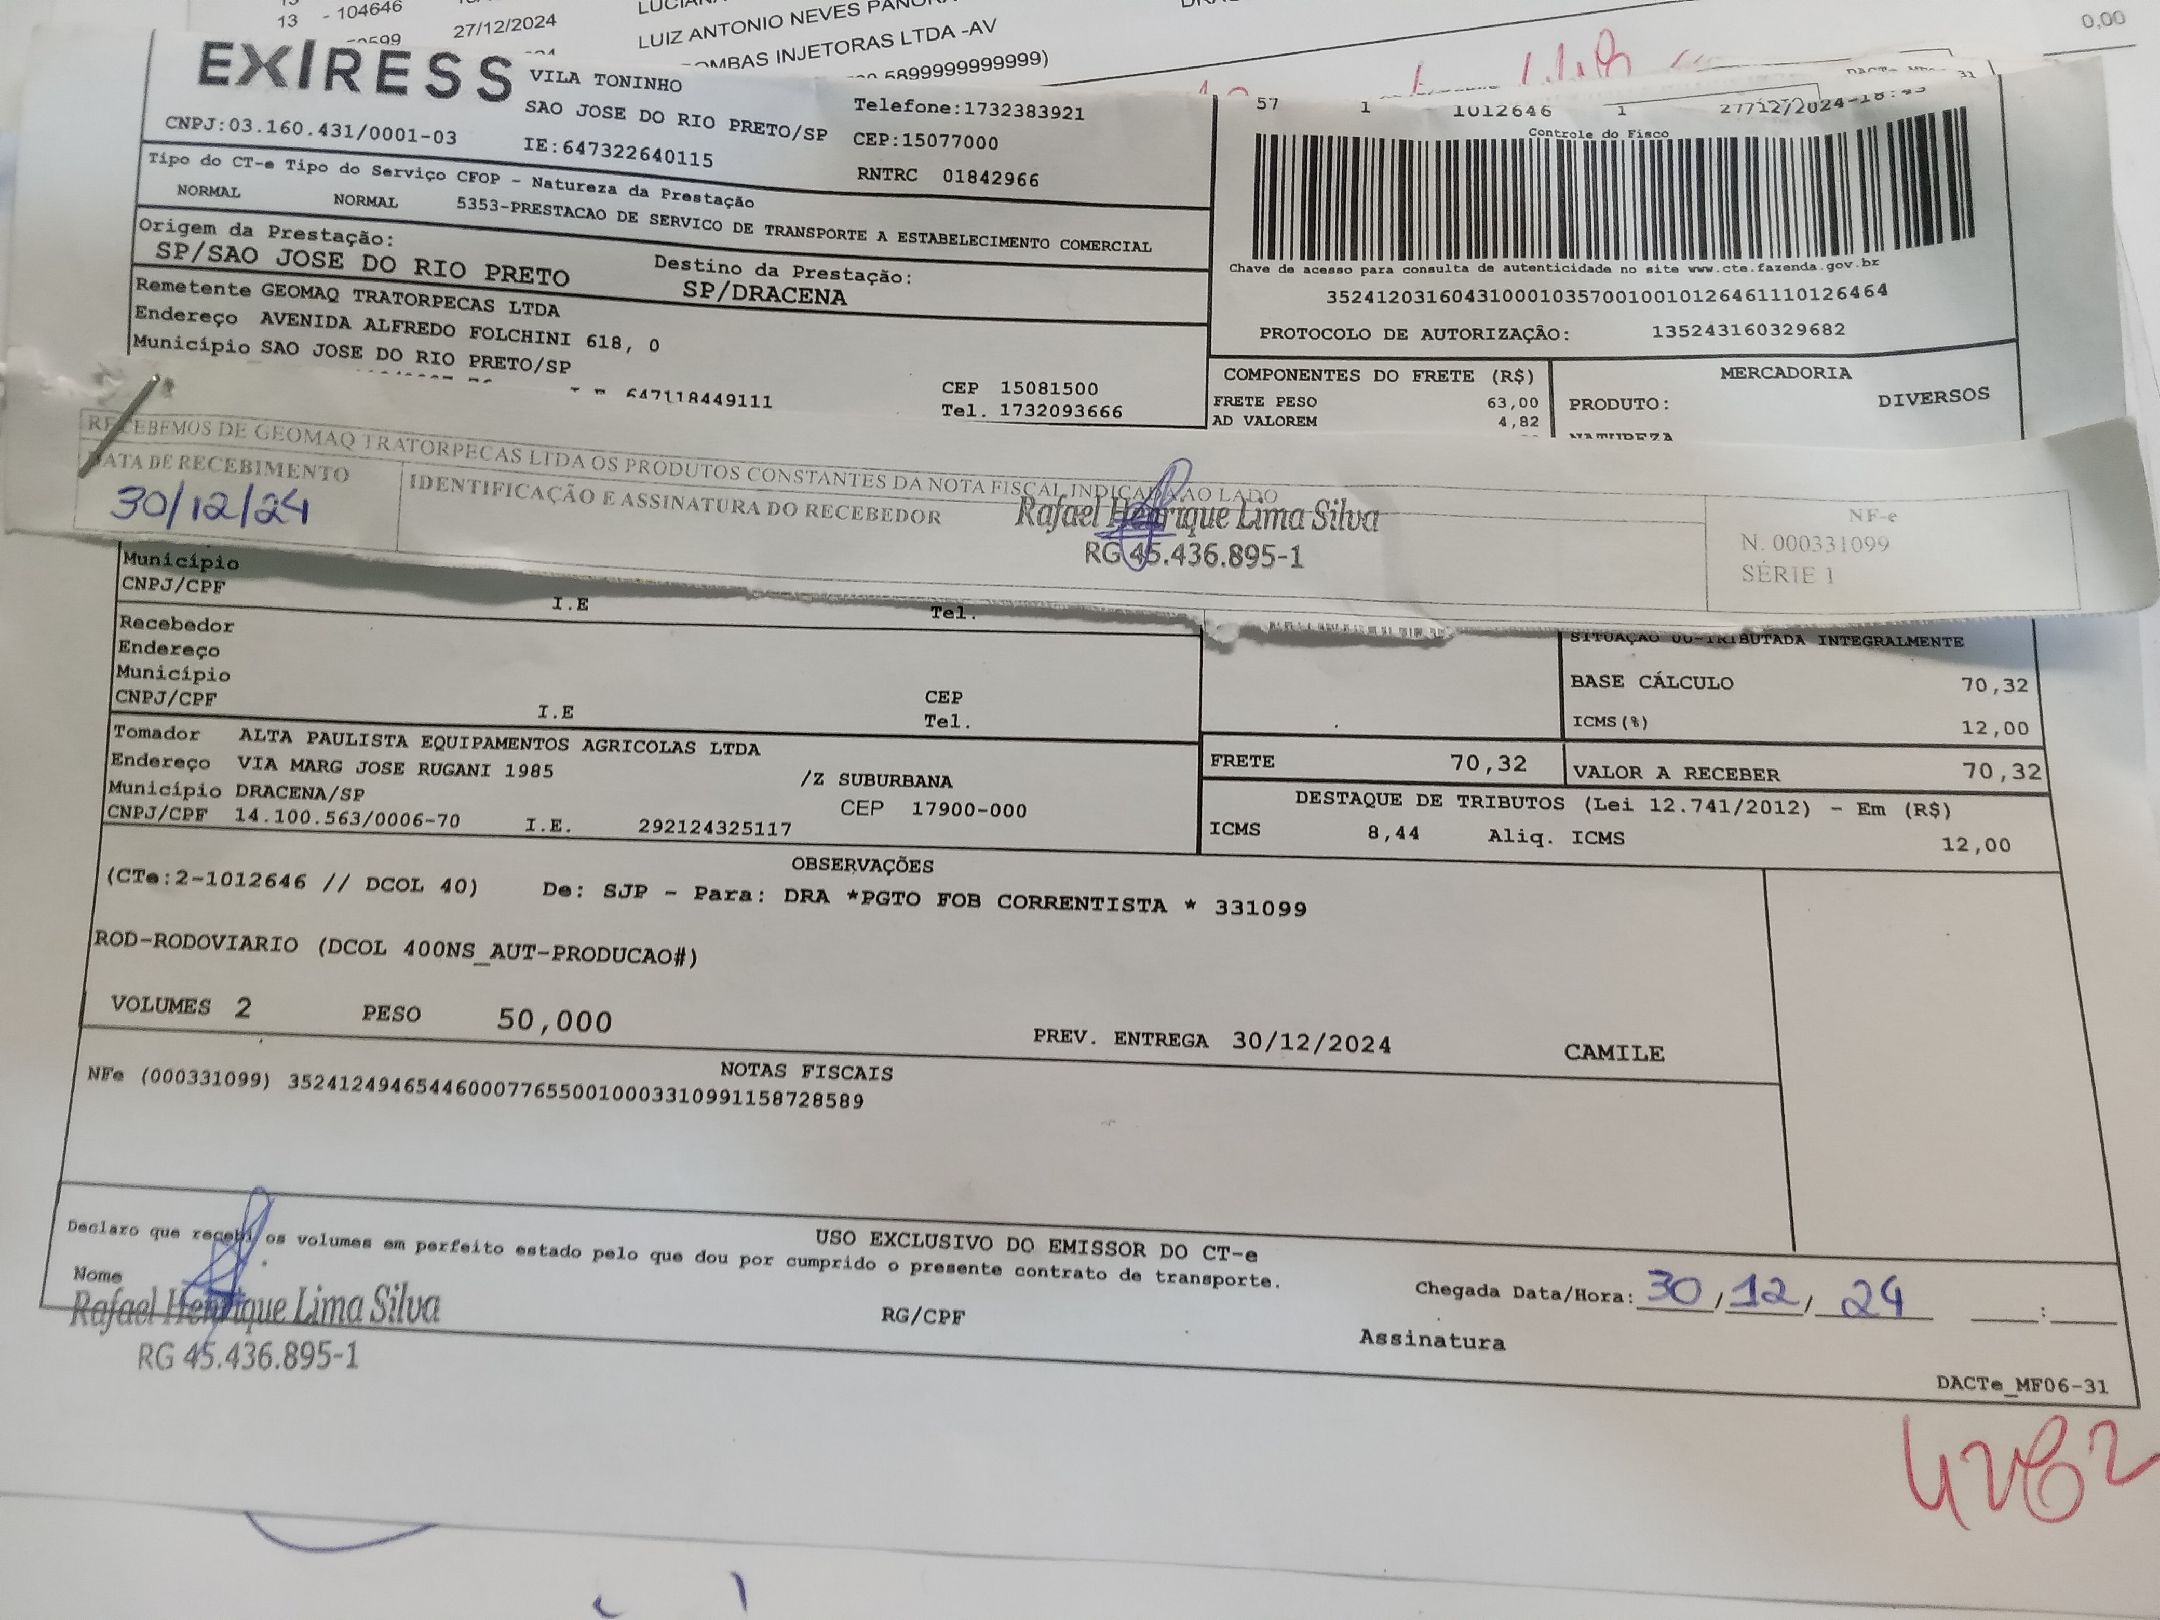 13 - 104646 27/12/2024
LUIZ ANTONIO NEVES
0,00
OMBAS INJETORAS LTDA -AV
5899999999999)
EXIRESS
VILA TONINHO
SAO JOSE DO RIO PRETO/SP
Telefone:1732383921
CNPJ:03.160.431/0001-03
IE:647322640115
CEP:15077000
RNTRC 01842966
57 1 1012646 1 27/12/2024-18:43
Controle do Fisco
Tipo do CT-e Tipo do Serviço CFOP - Natureza da Prestação
NORMAL NORMAL 5353-PRESTACAO DE SERVICO DE TRANSPORTE A ESTABELECIMENTO COMERCIAL
Origem da Prestação:
SP/SAO JOSE DO RIO PRETO
Destino da Prestação:
SP/DRACENA
Chave de acesso para consulta de autenticidade no site www.cte.fazenda.gov.br
35241203160431000103570010010126461110126464
PROTOCOLO DE AUTORIZAÇÃO: 135243160329682
Remetente GEOMAQ TRATORPECAS LTDA
Endereço AVENIDA ALFREDO FOLCHINI 618, 0
Município SAO JOSE DO RIO PRETO/SP
647118449111
CEP 15081500
Tel. 1732093666
COMPONENTES DO FRETE (R$)
FRETE PESO 63,00
AD VALOREM 4,82
MERCADORIA
PRODUTO: DIVERSOS
NATUREZA
RECEBEMOS DE GEOMAQ TRATORPECAS LTDA OS PRODUTOS CONSTANTES DA NOTA FISCAL INDICADA AO LADO
DATA DE RECEBIMENTO
30/12/24
IDENTIFICAÇÃO E ASSINATURA DO RECEBEDOR
Rafael Henrique Lima Silva
RG 45.436.895-1
NF-e
N. 000331099
SÉRIE 1
Município
CNPJ/CPF I.E Tel.
Recebedor
Endereço
Município
CNPJ/CPF I.E
CEP
Tel.
SITUAÇÃO 00-TRIBUTADA INTEGRALMENTE
BASE CÁLCULO 70,32
ICMS(%) 12,00
Tomador ALTA PAULISTA EQUIPAMENTOS AGRICOLAS LTDA
Endereço VIA MARG JOSE RUGANI 1985 /Z SUBURBANA
Município DRACENA/SP CEP 17900-000
CNPJ/CPF 14.100.563/0006-70 I.E. 292124325117
FRETE 70,32 VALOR A RECEBER 70,32
DESTAQUE DE TRIBUTOS (Lei 12.741/2012) - Em (R$)
ICMS 8,44 Aliq. ICMS 12,00
OBSERVAÇÕES
(CTe:2-1012646 // DCOL 40) De: SJP - Para: DRA *PGTO FOB CORRENTISTA * 331099
ROD-RODOVIARIO (DCOL 400NS_AUT-PRODUCAO#)
VOLUMES 2 PESO 50,000 PREV. ENTREGA 30/12/2024 CAMILE
NOTAS FISCAIS
NFe (000331099) 35241249465446000776550010003310991158728589
USO EXCLUSIVO DO EMISSOR DO CT-e
Declaro que recebi os volumes em perfeito estado pelo que dou por cumprido o presente contrato de transporte.
Nome
Rafael Henrique Lima Silva
RG 45.436.895-1
RG/CPF
Chegada Data/Hora: 30/12/24 :
Assinatura
DACTe_MF06-31